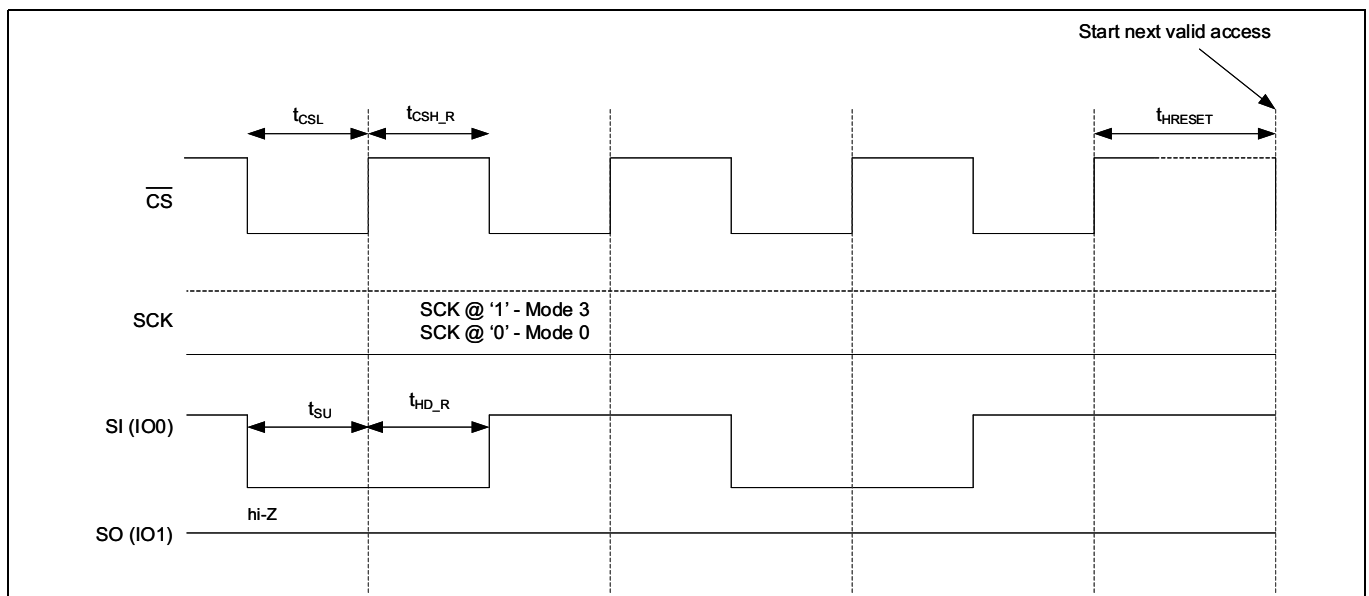 Start next valid access
tCSL
tCSH_R
tHRESET
CS
SCK @ ‘1’ - Mode 3
SCK
SCK @ ‘0’ - Mode 0
tSU
tHD_R
SI (IO0)
hi-Z
SO (IO1)